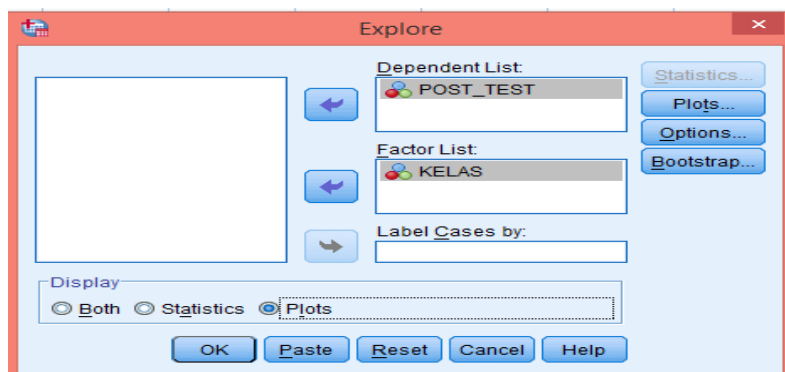 Explore
Dependent List:
POST_TEST
Factor List:
KELAS
Label Cases by:
Statistics...
Plots...
Options...
Bootstrap...
Display
Both Statistics Plots
OK Paste Reset Cancel Help